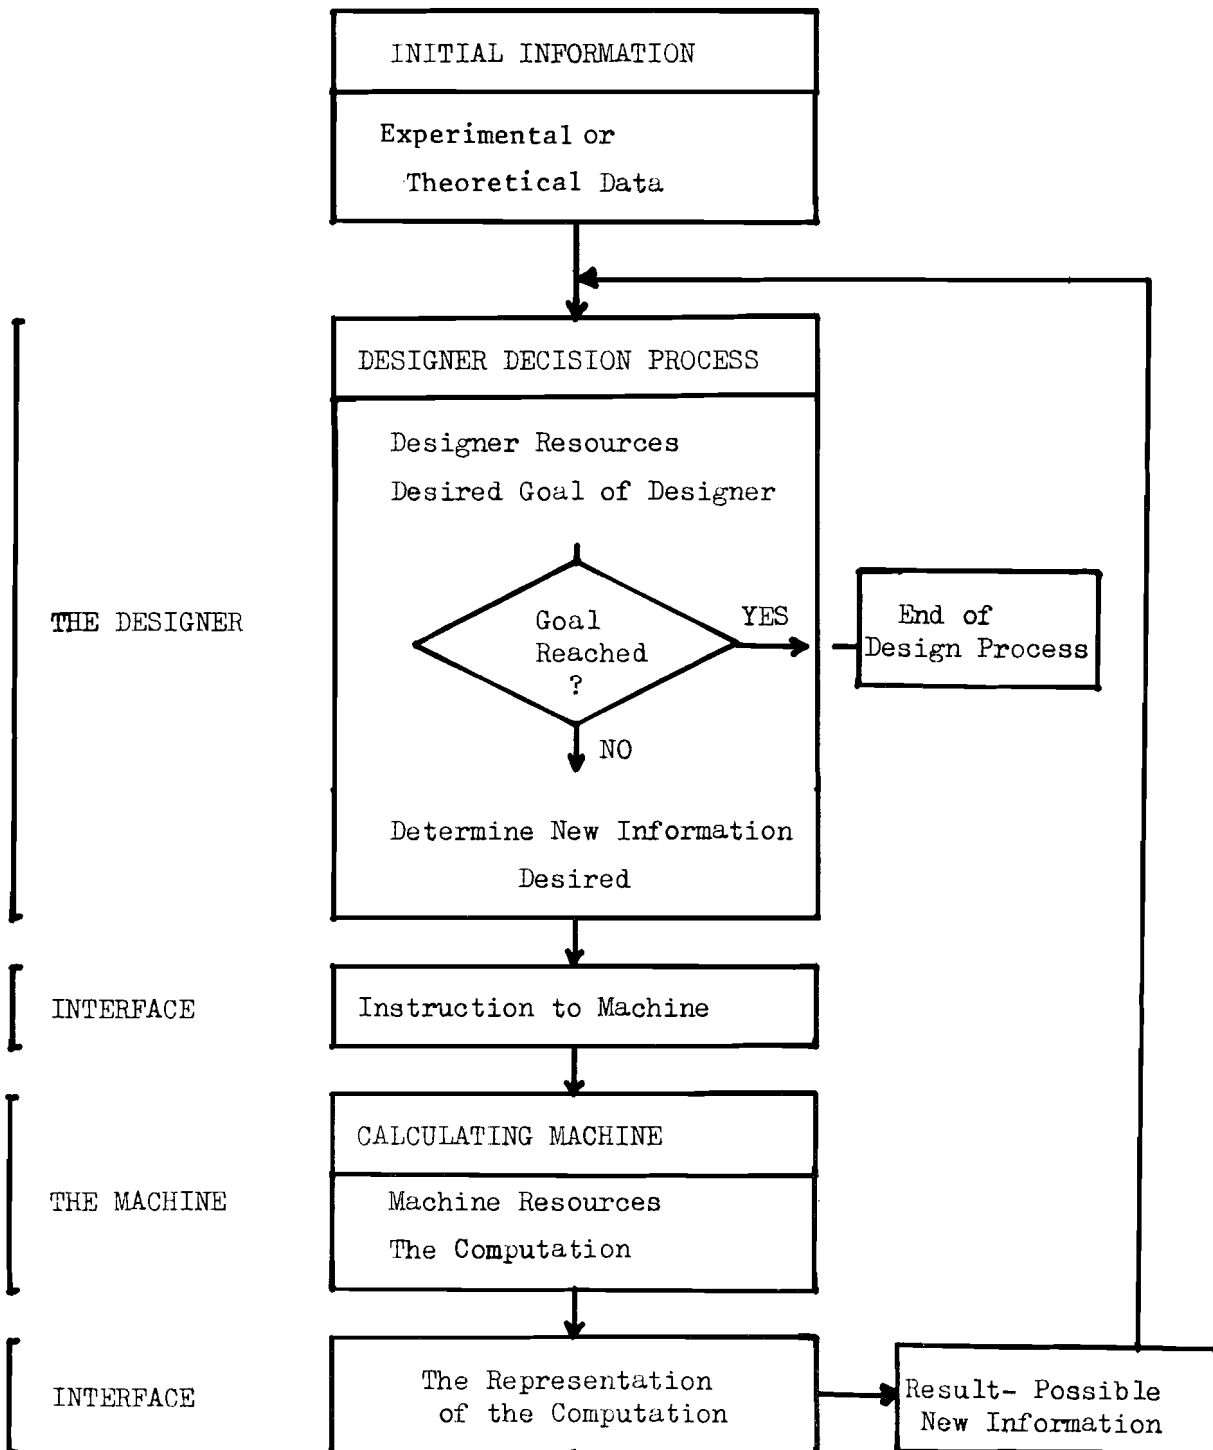 INITIAL INFORMATION
Experimental or
Theoretical Data
DESIGNER DECISION PROCESS
Designer Resources
Desired Goal of Designer
THE DESIGNER
Goal
Reached
?
YES
End of
Design Process
NO
Determine New Information
Desired
INTERFACE
Instruction to Machine
CALCULATING MACHINE
THE MACHINE
Machine Resources
The Computation
INTERFACE
The Representation
of the Computation
Result- Possible
New Information